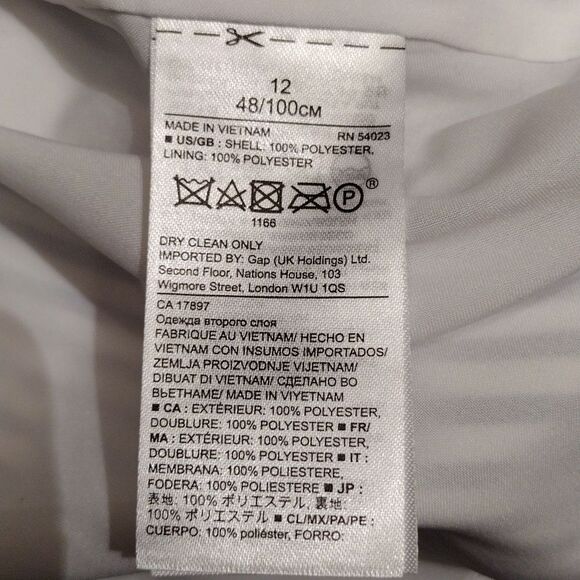 12
48/100см
MADE IN VIETNAM RN 54023
■ US/GB : SHELL: 100% POLYESTER,
LINING: 100% POLYESTER
P ®
1166
DRY CLEAN ONLY
IMPORTED BY: Gap (UK Holdings) Ltd.
Second Floor, Nations House, 103
Wigmore Street, London W1U 1QS
CA 17897
Одежда второго слоя
FABRIQUE AU VIETNAM/ HECHO EN
VIETNAM CON INSUMOS IMPORTADOS/
ZEMLJA PROIZVODNJE VIJETNAM/
DIBUAT DI VIETNAM/ СДЕЛАНО ВО
ВЬЕТНАМЕ/ MADE IN VIYETNAM
■ CA : EXTÉRIEUR: 100% POLYESTER,
DOUBLURE: 100% POLYESTER ■ FR/
MA : EXTÉRIEUR: 100% POLYESTER,
DOUBLURE: 100% POLYESTER ■ IT :
MEMBRANA: 100% POLIESTERE,
FODERA: 100% POLIESTERE ■ JP :
表地: 100% ポリエステル, 裏地:
100% ポリエステル ■ CL/MX/PA/PE :
CUERPO: 100% poliéster, FORRO: